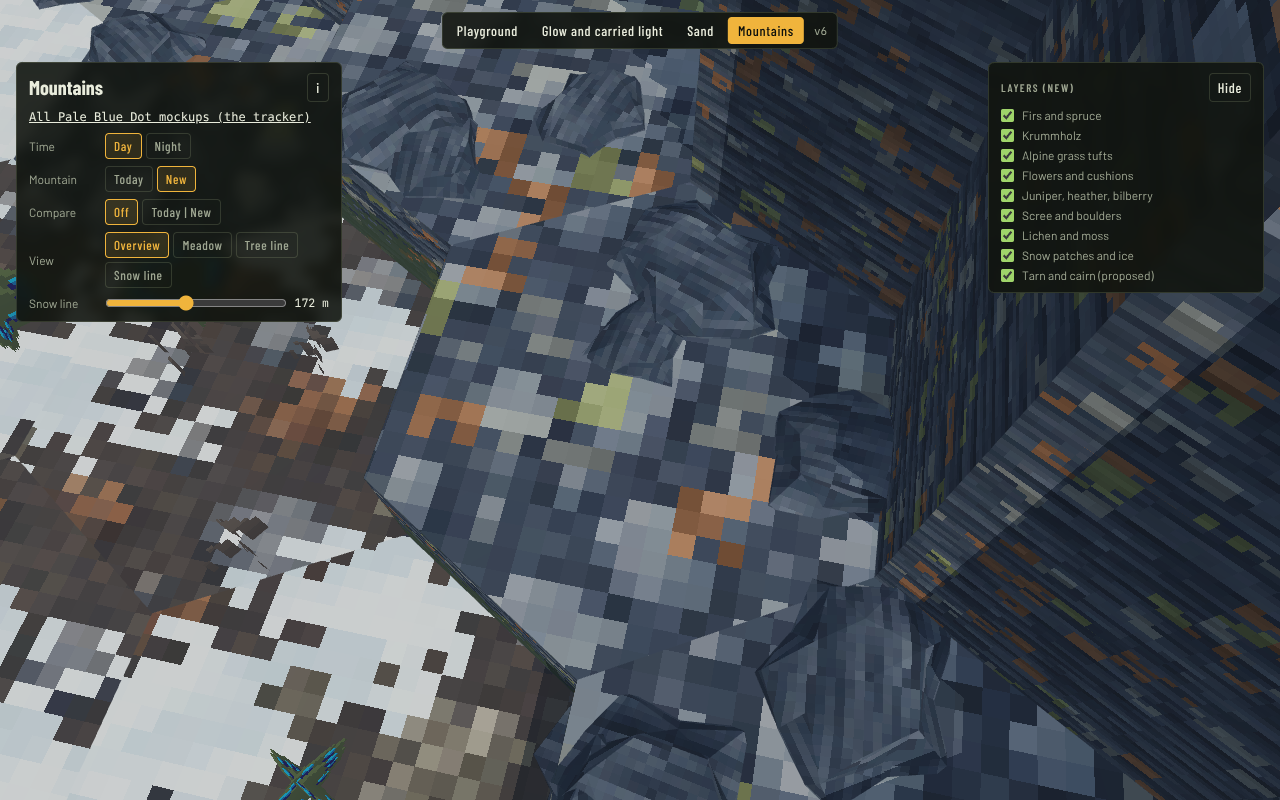 Playground Glow and carried light Sand Mountains v6
Mountains i
All Pale Blue Dot mockups (the tracker)
Time Day Night
Mountain Today New
Compare Off Today | New
View Overview Meadow Tree line
Snow line
Snow line 172 m
LAYERS (NEW) Hide
Firs and spruce
Krummholz
Alpine grass tufts
Flowers and cushions
Juniper, heather, bilberry
Scree and boulders
Lichen and moss
Snow patches and ice
Tarn and cairn (proposed)